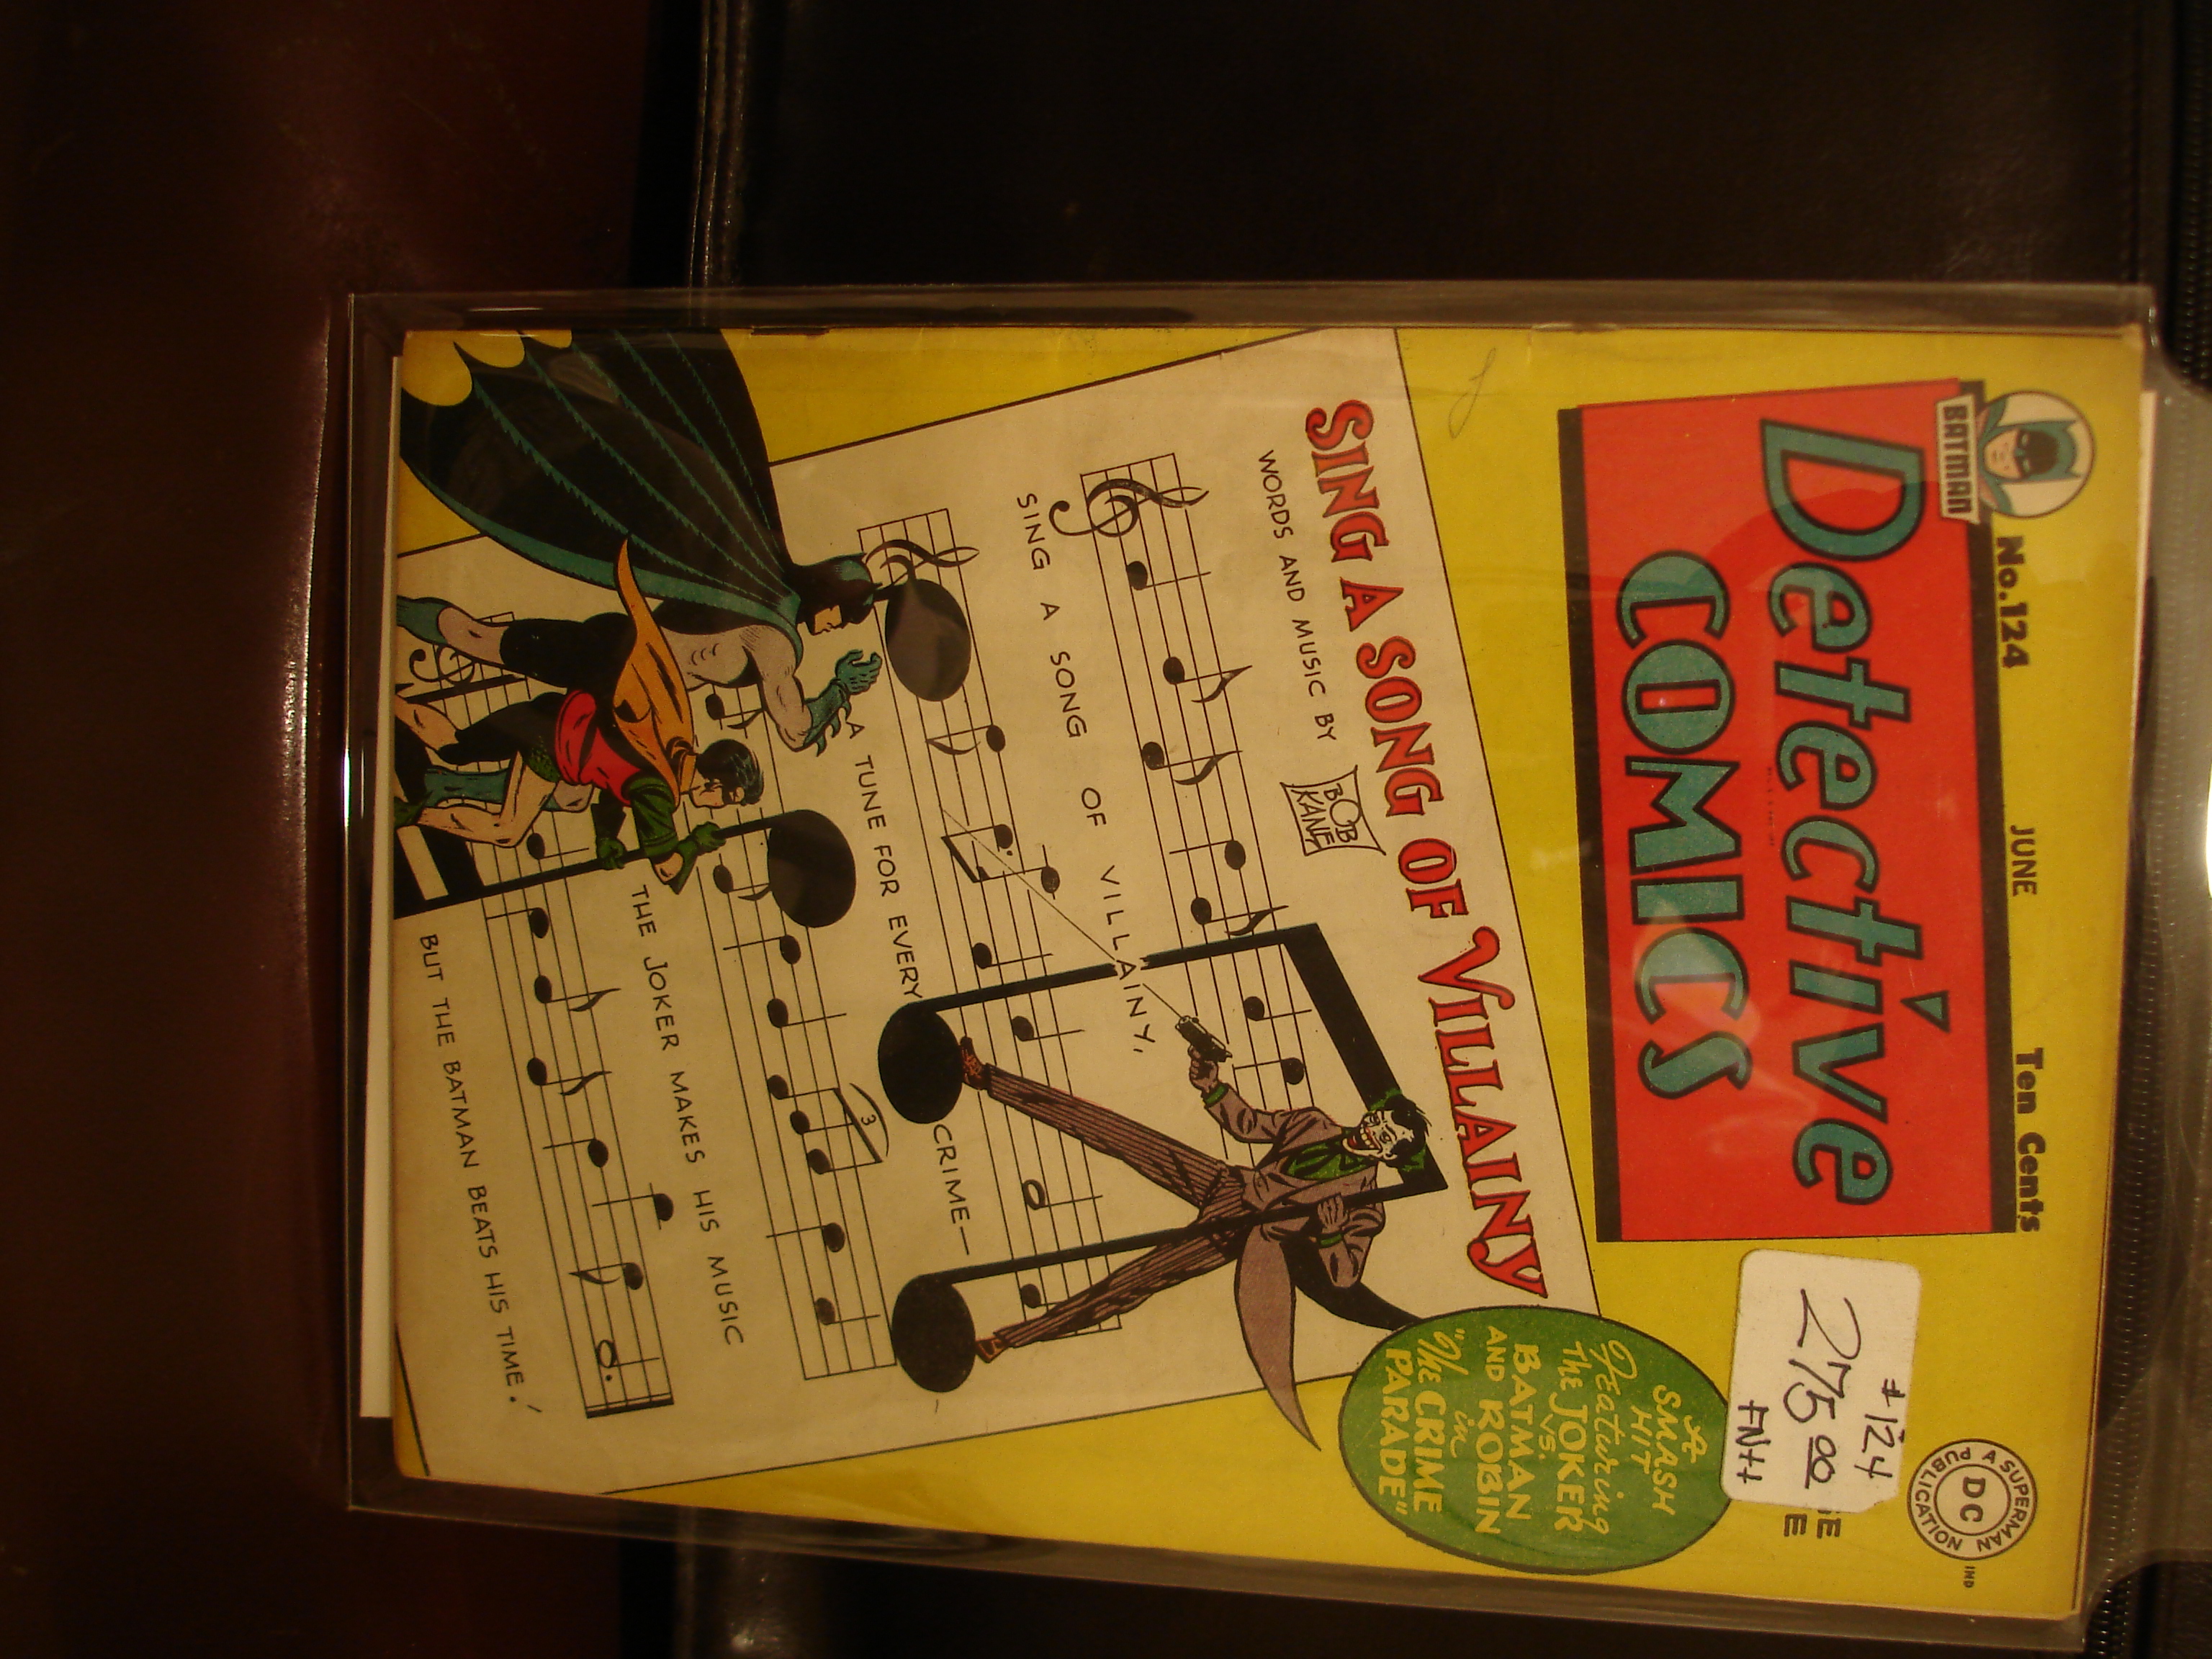 No.124 JUNE Ten Cents
BATMAN
Detective
COMICS
A SUPERMAN
DC
PUBLICATION
IND
#124
275.00
FN++
A
SMASH
HIT
Featuring
The JOKER
VS.
BATMAN
AND ROBIN
in
"The CRIME
PARADE"
SING A SONG OF VILLAINY
WORDS AND MUSIC BY BOB
KANE
SING A SONG OF VILLAINY,
3
A TUNE FOR EVERY CRIME—
THE JOKER MAKES HIS MUSIC
BUT THE BATMAN BEATS HIS TIME!